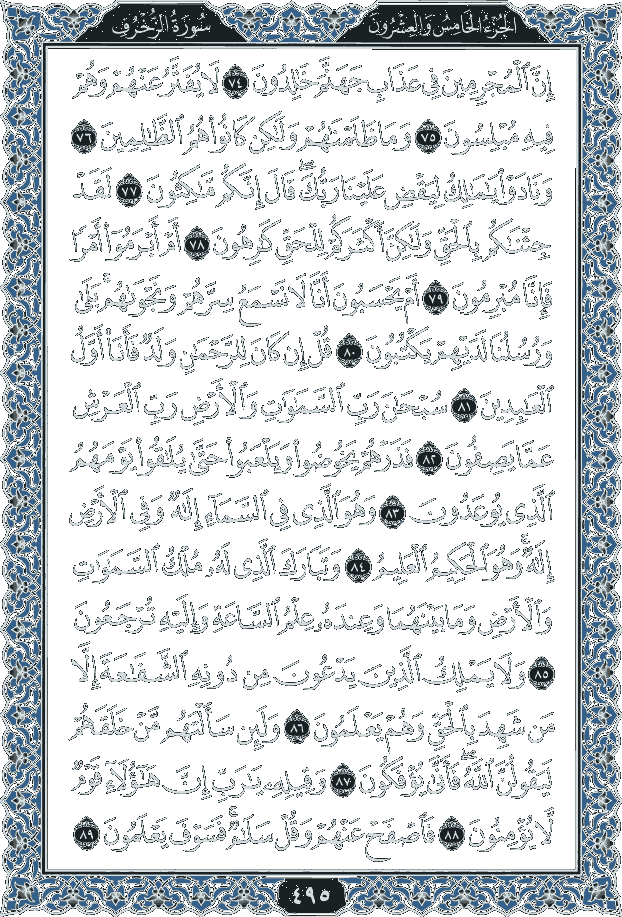 الجزء الخامس والعشرون
سورة الزخرف
إِنَّ ٱلْمُجْرِمِينَ فِى عَذَابِ جَهَنَّمَ خَٰلِدُونَ ٧٤ لَا يُفَتَّرُ عَنْهُمْ وَهُمْ
فِيهِ مُبْلِسُونَ ٧٥ وَمَا ظَلَمْنَٰهُمْ وَلَٰكِن كَانُوا۟ هُمُ ٱلظَّٰلِمِينَ ٧٦
وَنَادَوْا۟ يَٰمَٰلِكُ لِيَقْضِ عَلَيْنَا رَبُّكَ ۖ قَالَ إِنَّكُم مَّٰكِثُونَ ٧٧ لَقَدْ
جِئْنَٰكُم بِٱلْحَقِّ وَلَٰكِنَّ أَكْثَرَكُمْ لِلْحَقِّ كَٰرِهُونَ ٧٨ أَمْ أَبْرَمُوٓا۟ أَمْرًا
فَإِنَّا مُبْرِمُونَ ٧٩ أَمْ يَحْسَبُونَ أَنَّا لَا نَسْمَعُ سِرَّهُمْ وَنَجْوَىٰهُم ۚ بَلَىٰ
وَرُسُلُنَا لَدَيْهِمْ يَكْتُبُونَ ٨٠ قُلْ إِن كَانَ لِلرَّحْمَٰنِ وَلَدٌ فَأَنَا۠ أَوَّلُ
ٱلْعَٰبِدِينَ ٨١ سُبْحَٰنَ رَبِّ ٱلسَّمَٰوَٰتِ وَٱلْأَرْضِ رَبِّ ٱلْعَرْشِ
عَمَّا يَصِفُونَ ٨٢ فَذَرْهُمْ يَخُوضُوا۟ وَيَلْعَبُوا۟ حَتَّىٰ يُلَٰقُوا۟ يَوْمَهُمُ
ٱلَّذِى يُوعَدُونَ ٨٣ وَهُوَ ٱلَّذِى فِى ٱلسَّمَآءِ إِلَٰهٌ وَفِى ٱلْأَرْضِ
إِلَٰهٌ ۚ وَهُوَ ٱلْحَكِيمُ ٱلْعَلِيمُ ٨٤ وَتَبَارَكَ ٱلَّذِى لَهُۥ مُلْكُ ٱلسَّمَٰوَٰتِ
وَٱلْأَرْضِ وَمَا بَيْنَهُمَا وَعِندَهُۥ عِلْمُ ٱلسَّاعَةِ وَإِلَيْهِ تُرْجَعُونَ
٨٥ وَلَا يَمْلِكُ ٱلَّذِينَ يَدْعُونَ مِن دُونِهِ ٱلشَّفَٰعَةَ إِلَّا
مَن شَهِدَ بِٱلْحَقِّ وَهُمْ يَعْلَمُونَ ٨٦ وَلَئِن سَأَلْتَهُم مَّنْ خَلَقَهُمْ
لَيَقُولُنَّ ٱللَّهُ ۖ فَأَنَّىٰ يُؤْفَكُونَ ٨٧ وَقِيلِهِۦ يَٰرَبِّ إِنَّ هَٰٓؤُلَآءِ قَوْمٌ
لَّا يُؤْمِنُونَ ٨٨ فَٱصْفَحْ عَنْهُمْ وَقُلْ سَلَٰمٌ ۚ فَسَوْفَ يَعْلَمُونَ ٨٩
٤٩٥